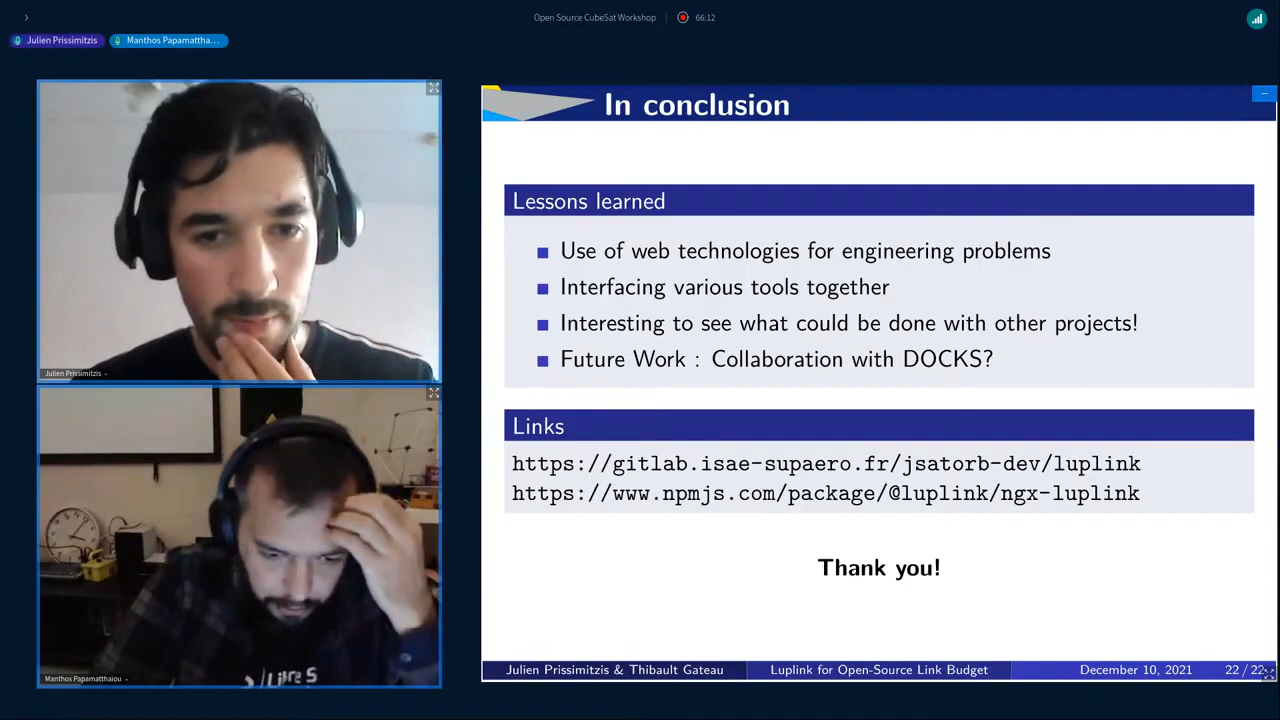 Open Source CubeSat Workshop
66:12
Julien Prissimitzis
Manthos Papamattha...
Julien Prissimitzis
Manthos Papamatthaiou
Libre S
In conclusion
Lessons learned
Use of web technologies for engineering problems
Interfacing various tools together
Interesting to see what could be done with other projects!
Future Work : Collaboration with DOCKS?
Links
https://gitlab.isae-supaero.fr/jsatorb-dev/luplink
https://www.npmjs.com/package/@luplink/ngx-luplink
Thank you!
Julien Prissimitzis & Thibault Gateau
Luplink for Open-Source Link Budget
December 10, 2021
22 / 22